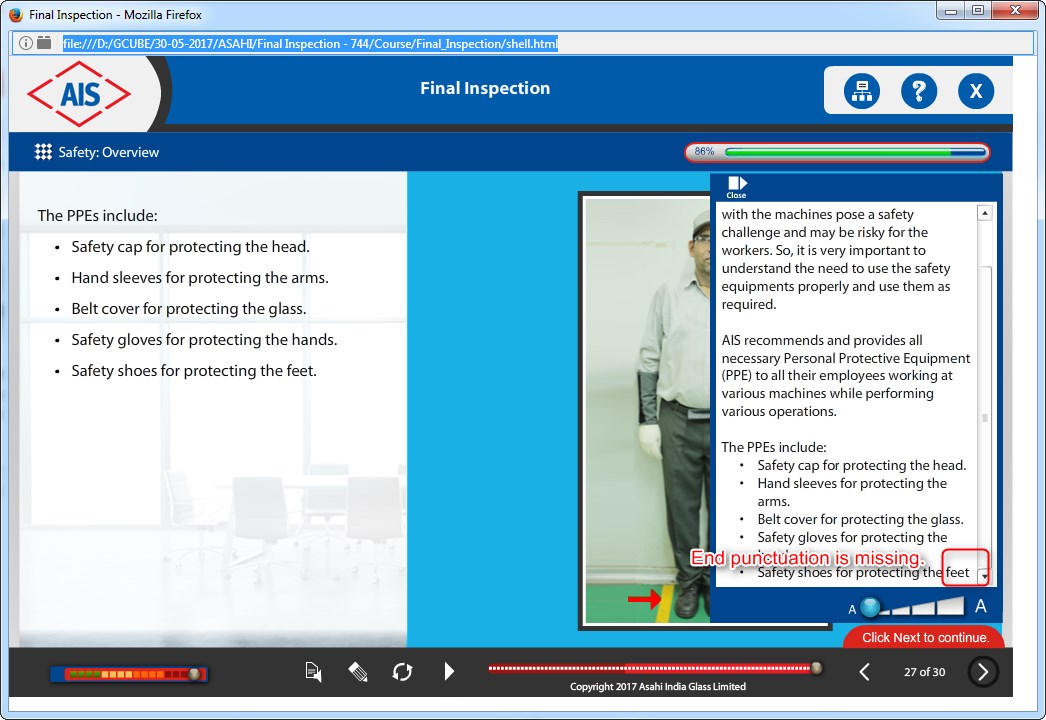 Final Inspection - Mozilla Firefox
file:///D:/GCUBE/30-05-2017/ASAHI/Final Inspection - 744/Course/Final_Inspection/shell.html
AIS
Final Inspection
?
X
Safety: Overview
86%
The PPEs include:
• Safety cap for protecting the head.
• Hand sleeves for protecting the arms.
• Belt cover for protecting the glass.
• Safety gloves for protecting the hands.
• Safety shoes for protecting the feet.
Close
with the machines pose a safety
challenge and may be risky for the
workers. So, it is very important to
understand the need to use the safety
equipments properly and use them as
required.
AIS recommends and provides all
necessary Personal Protective Equipment
(PPE) to all their employees working at
various machines while performing
various operations.
The PPEs include:
• Safety cap for protecting the head.
• Hand sleeves for protecting the
arms.
• Belt cover for protecting the glass.
• Safety gloves for protecting the
End punctuation is missing.
• Safety shoes for protecting the feet
A A
Click Next to continue.
27 of 30
Copyright 2017 Asahi India Glass Limited